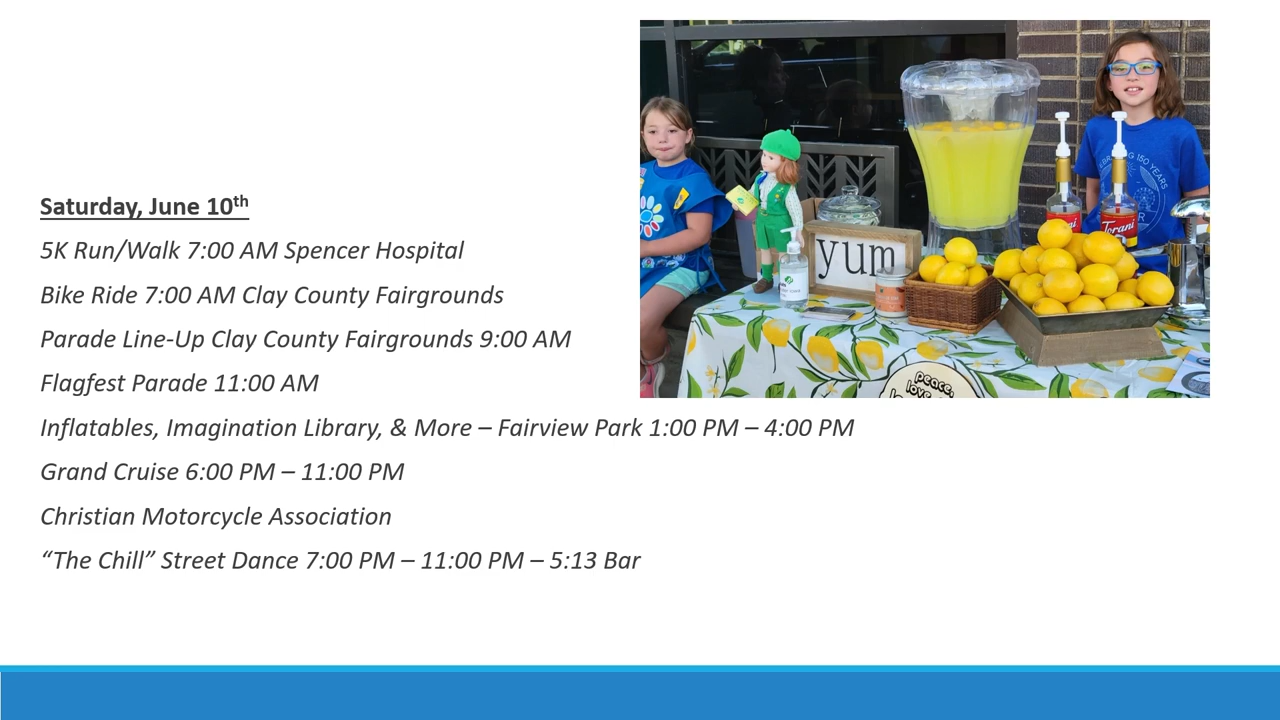 Saturday, June 10th
5K Run/Walk 7:00 AM Spencer Hospital
Bike Ride 7:00 AM Clay County Fairgrounds
Parade Line-Up Clay County Fairgrounds 9:00 AM
Flagfest Parade 11:00 AM
Inflatables, Imagination Library, & More – Fairview Park 1:00 PM – 4:00 PM
Grand Cruise 6:00 PM – 11:00 PM
Christian Motorcycle Association
“The Chill” Street Dance 7:00 PM – 11:00 PM – 5:13 Bar
150 YEARS
Torani
yum
peace,
love